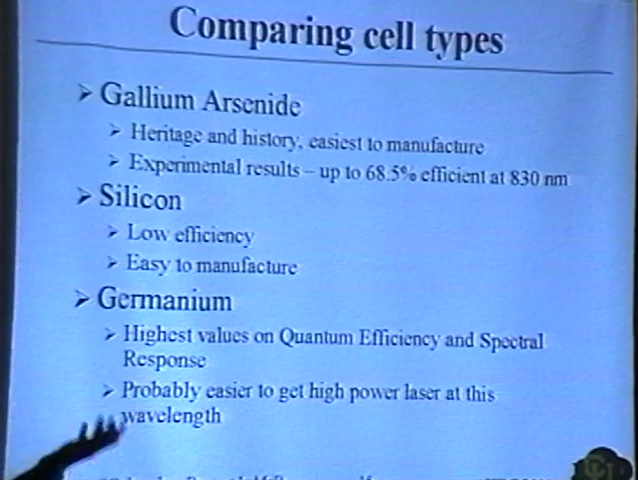 Comparing cell types
➢ Gallium Arsenide
➢ Heritage and history, easiest to manufacture
➢ Experimental results – up to 68.5% efficient at 830 nm
➢ Silicon
➢ Low efficiency
➢ Easy to manufacture
➢ Germanium
➢ Highest values on Quantum Efficiency and Spectral
Response
➢ Probably easier to get high power laser at this
wavelength